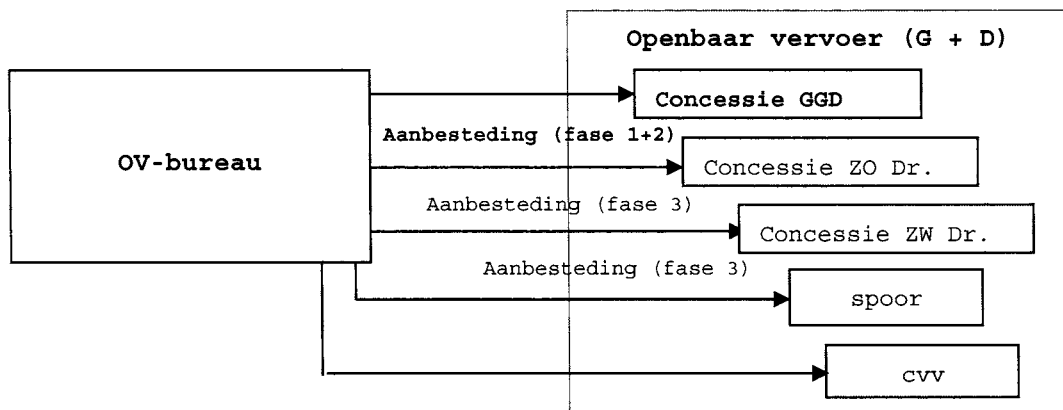 Openbaar vervoer (G + D)
Concessie GGD
Aanbesteding (fase 1+2)
OV-bureau
Concessie ZO Dr.
Aanbesteding (fase 3)
Concessie ZW Dr.
Aanbesteding (fase 3)
spoor
cvv